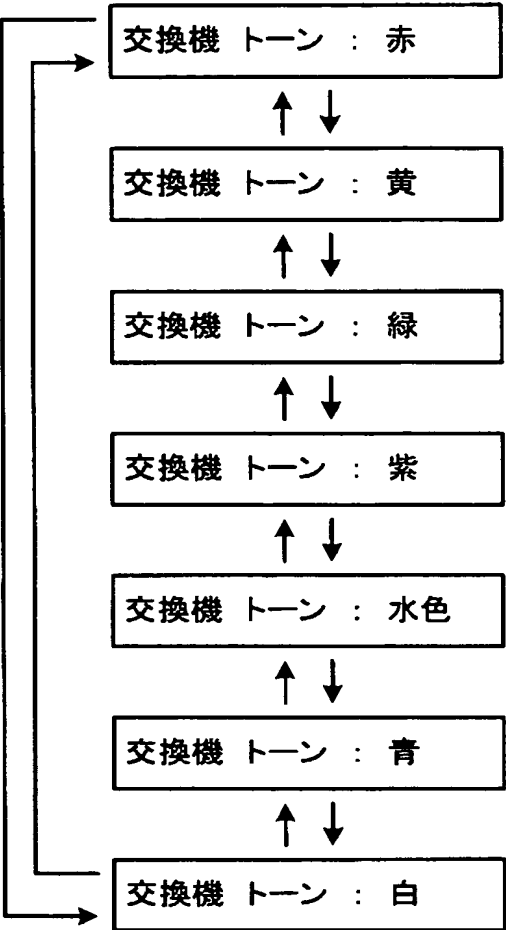 交換機 トーン : 赤
交換機 トーン : 黄
交換機 トーン : 緑
交換機 トーン : 紫
交換機 トーン : 水色
交換機 トーン : 青
交換機 トーン : 白